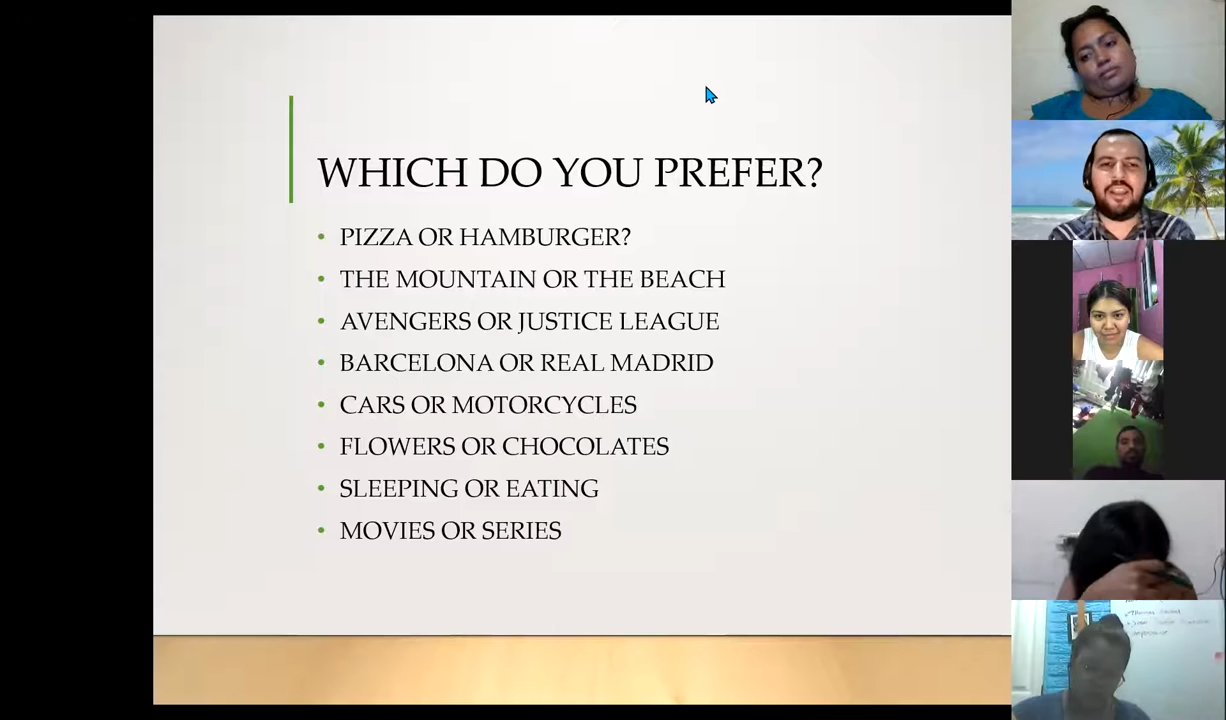 WHICH DO YOU PREFER?
• PIZZA OR HAMBURGER?
• THE MOUNTAIN OR THE BEACH
• AVENGERS OR JUSTICE LEAGUE
• BARCELONA OR REAL MADRID
• CARS OR MOTORCYCLES
• FLOWERS OR CHOCOLATES
• SLEEPING OR EATING
• MOVIES OR SERIES